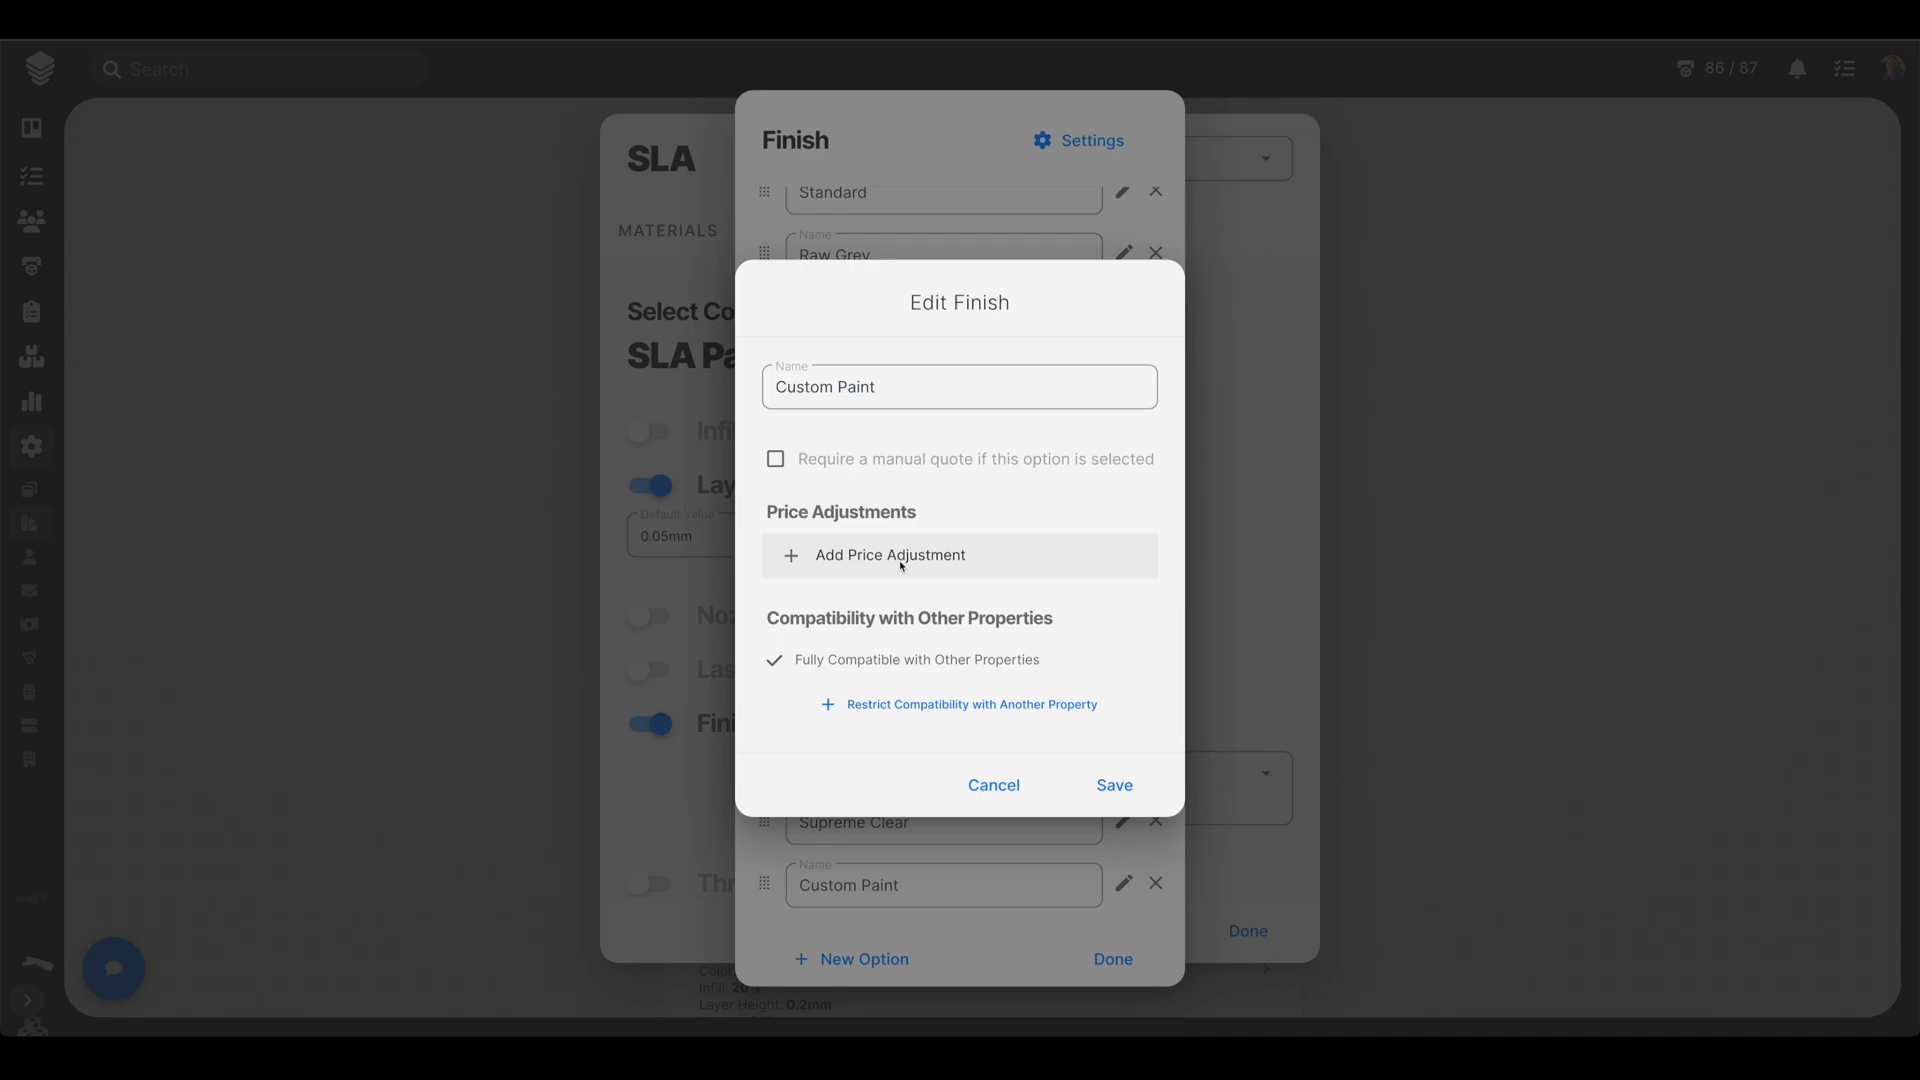 Search
86 / 87
Finish
Settings
SLA
Standard
MATERIALS
Name
Raw Grey
Edit Finish
Select Co
SLA Pa
Name
Custom Paint
Infi
Require a manual quote if this option is selected
Lay
Price Adjustments
Default Value
0.05mm
Add Price Adjustment
Noz
Compatibility with Other Properties
Fully Compatible with Other Properties
Las
Restrict Compatibility with Another Property
Fini
Cancel
Save
Supreme Clear
Name
Custom Paint
Thr
Done
New Option
Done
Color:
Infill: 20%
Layer Height: 0.2mm